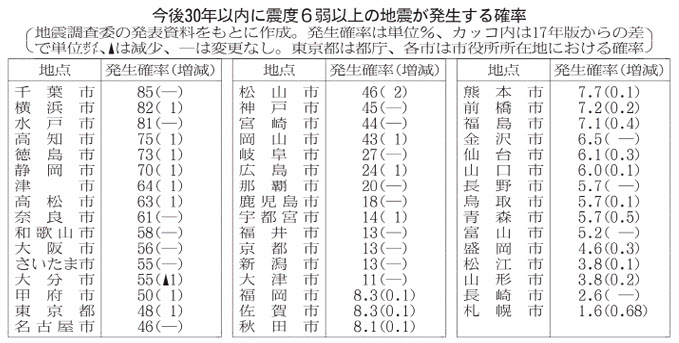 今後30年以内に震度6弱以上の地震が発生する確率
地震調査委の発表資料をもとに作成。発生確率は単位%、カッコ内は17年版からの差
で単位㌽、▲は減少、―は変更なし。東京都は都庁、各市は市役所所在地における確率
地点 発生確率(増減)
千葉市 85(―)
横浜市 82( 1)
水戸市 81(―)
高知市 75( 1)
徳島市 73( 1)
静岡市 70( 1)
津市 64( 1)
高松市 63( 1)
奈良市 61(―)
和歌山市 58(―)
大阪市 56(―)
さいたま市 55(―)
大分市 55(▲1)
甲府市 50( 1)
東京都 48( 1)
名古屋市 46(―)
地点 発生確率(増減)
松山市 46( 2)
神戸市 45(―)
宮崎市 44(―)
岡山市 43( 1)
岐阜市 27(―)
広島市 24( 1)
那覇市 20(―)
鹿児島市 18(―)
宇都宮市 14( 1)
福井市 13(―)
京都市 13(―)
新潟市 13(―)
大津市 11(―)
福岡市 8.3(0.1)
佐賀市 8.3(0.1)
秋田市 8.1(0.1)
地点 発生確率(増減)
熊本市 7.7(0.1)
前橋市 7.2(0.2)
福島市 7.1(0.4)
金沢市 6.5(―)
仙台市 6.1(0.3)
山口市 6.0(0.1)
長野市 5.7(―)
鳥取市 5.7(0.1)
青森市 5.7(0.5)
富山市 5.2(―)
盛岡市 4.6(0.3)
松江市 3.8(0.1)
山形市 3.8(0.2)
長崎市 2.6(―)
札幌市 1.6(0.68)